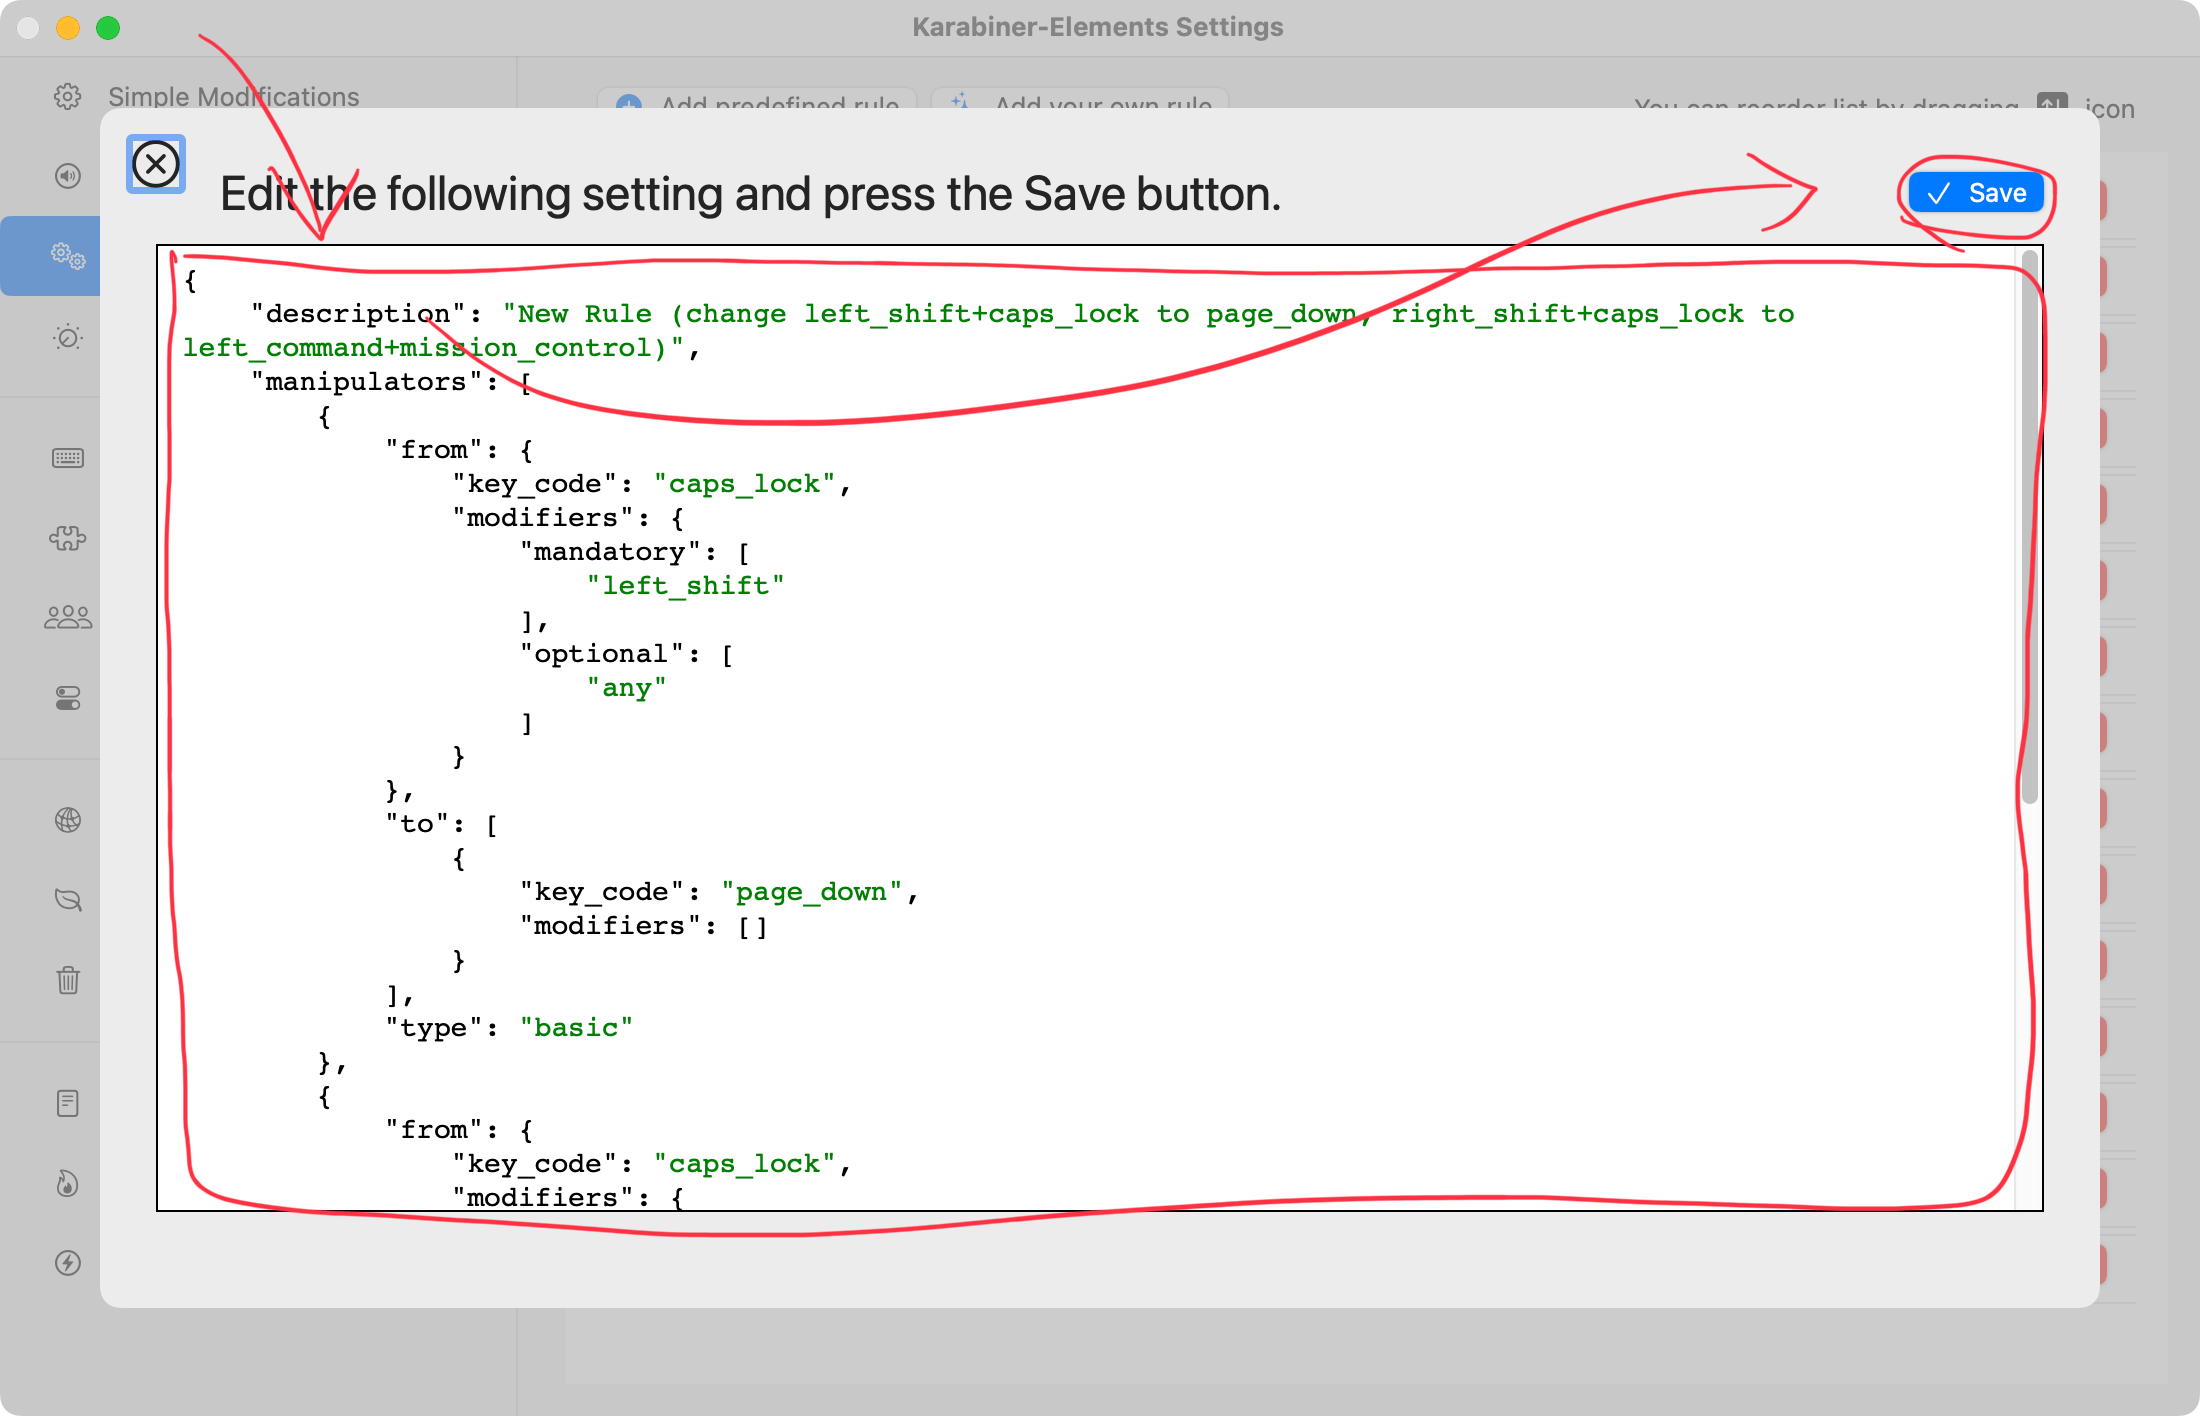 Karabiner-Elements Settings
Simple Modifications
Add predefined rule
Add your own rule
You can reorder list by dragging icon
Edit the following setting and press the Save button.
Save
{
    "description": "New Rule (change left_shift+caps_lock to page_down, right_shift+caps_lock to
left_command+mission_control)",
    "manipulators": [
        {
            "from": {
                "key_code": "caps_lock",
                "modifiers": {
                    "mandatory": [
                        "left_shift"
                    ],
                    "optional": [
                        "any"
                    ]
                }
            },
            "to": [
                {
                    "key_code": "page_down",
                    "modifiers": []
                }
            ],
            "type": "basic"
        },
        {
            "from": {
                "key_code": "caps_lock",
                "modifiers": {